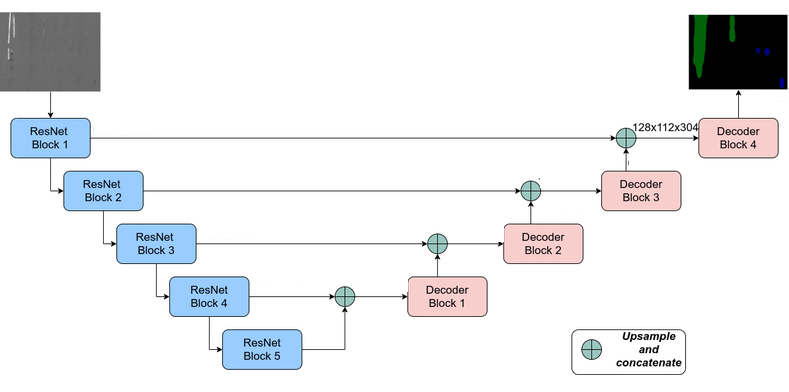 ResNet
Block 1
128x112x304
Decoder
Block 4
ResNet
Block 2
Decoder
Block 3
ResNet
Block 3
Decoder
Block 2
ResNet
Block 4
Decoder
Block 1
ResNet
Block 5
Upsample
and
concatenate